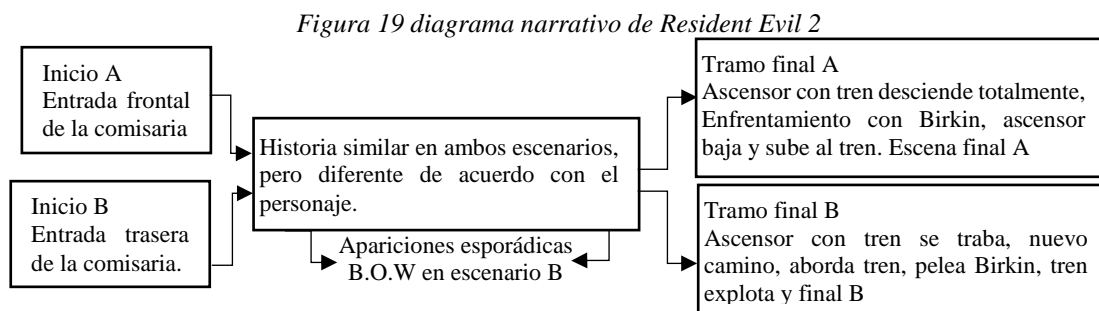 Figura 19 diagrama narrativo de Resident Evil 2
Inicio A
Entrada frontal
de la comisaria
Inicio B
Entrada trasera
de la comisaría.
Historia similar en ambos escenarios,
pero diferente de acuerdo con el
personaje.
Apariciones esporádicas
B.O.W en escenario B
Tramo final A
Ascensor con tren desciende totalmente,
Enfrentamiento con Birkin, ascensor
baja y sube al tren. Escena final A
Tramo final B
Ascensor con tren se traba, nuevo
camino, aborda tren, pelea Birkin, tren
explota y final B